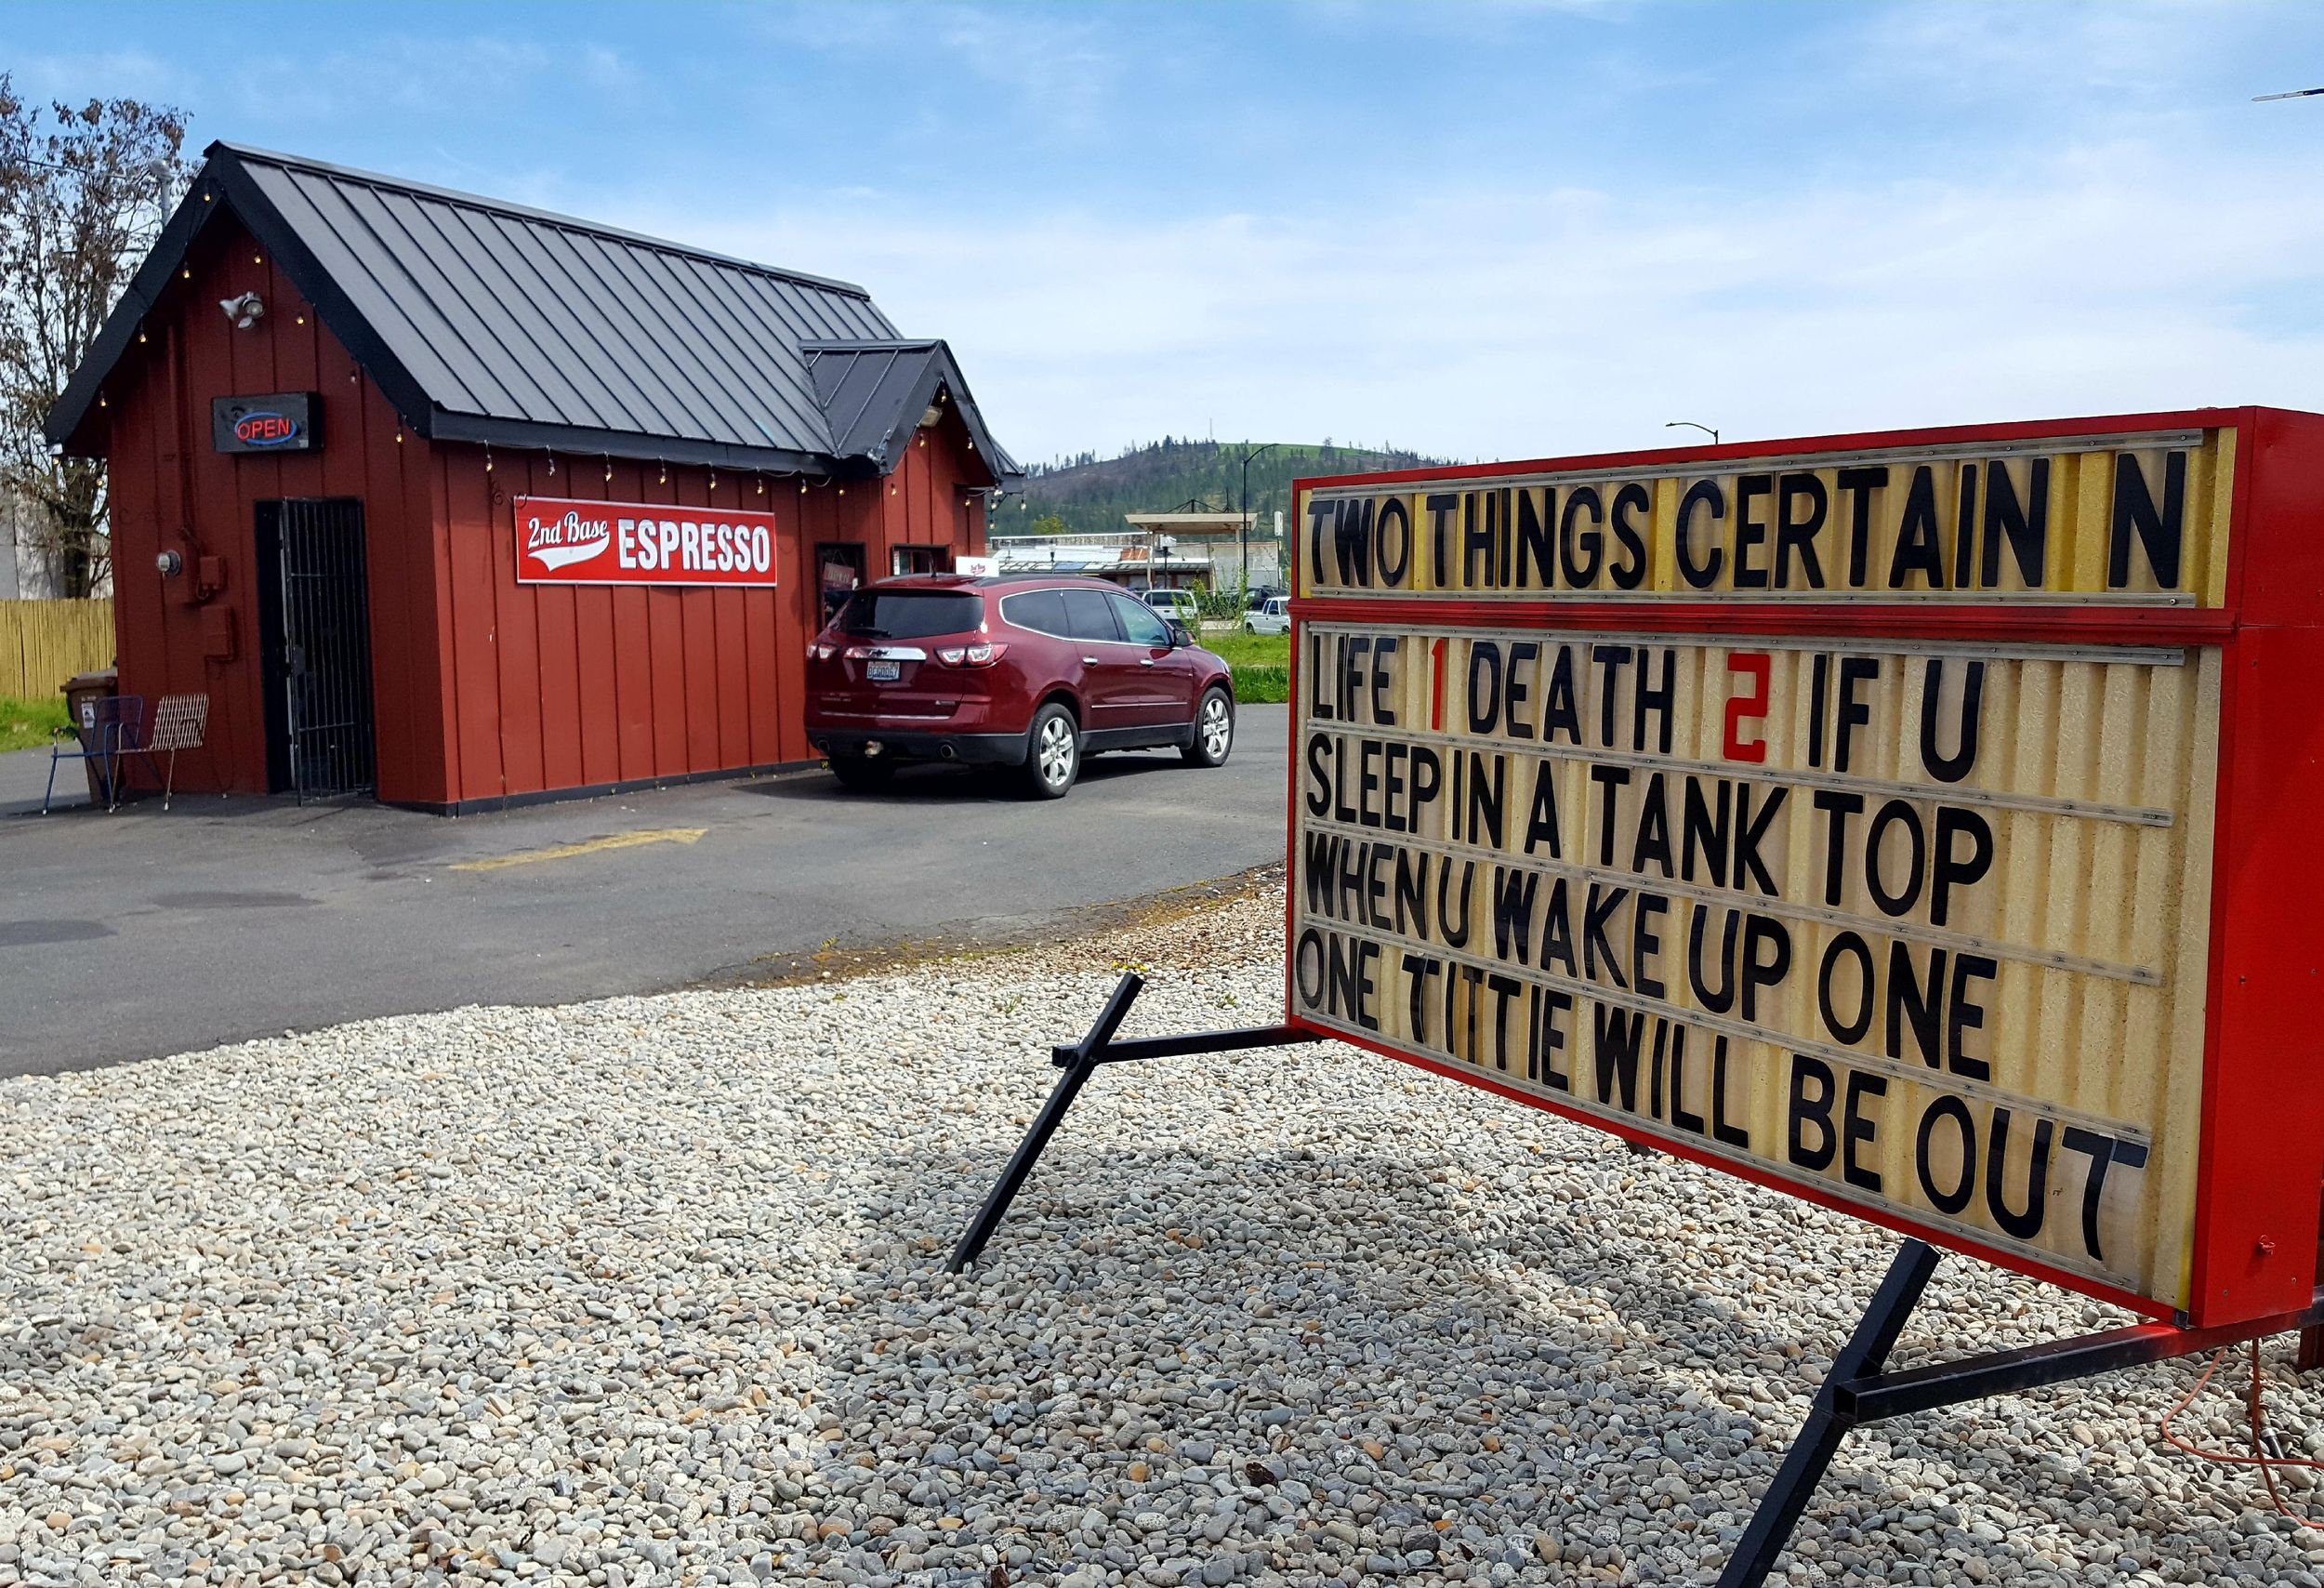 OPEN
2nd Base ESPRESSO
TWO THINGS CERTAIN N
LIFE 1 DEATH 2 IF U
SLEEP IN A TANK TOP
WHEN U WAKE UP ONE
ONE TITTIE WILL BE OUT